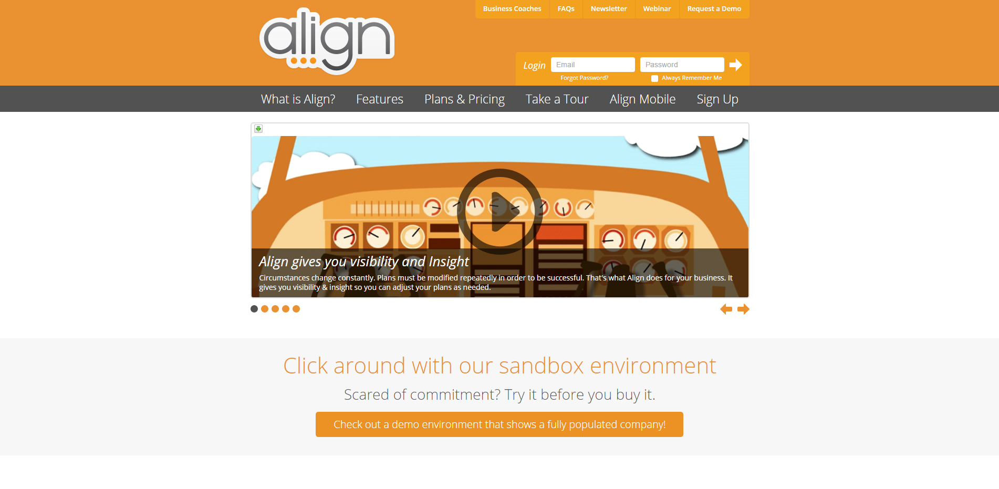 align
Business Coaches
FAQs
Newsletter
Webinar
Request a Demo
Login
Email
Password
Forgot Password?
Always Remember Me
What is Align?
Features
Plans & Pricing
Take a Tour
Align Mobile
Sign Up
Align gives you visibility and Insight
Circumstances change constantly. Plans must be modified repeatedly in order to be successful. That's what Align does for your business. It
gives you visibility & insight so you can adjust your plans as needed.
Click around with our sandbox environment
Scared of commitment? Try it before you buy it.
Check out a demo environment that shows a fully populated company!